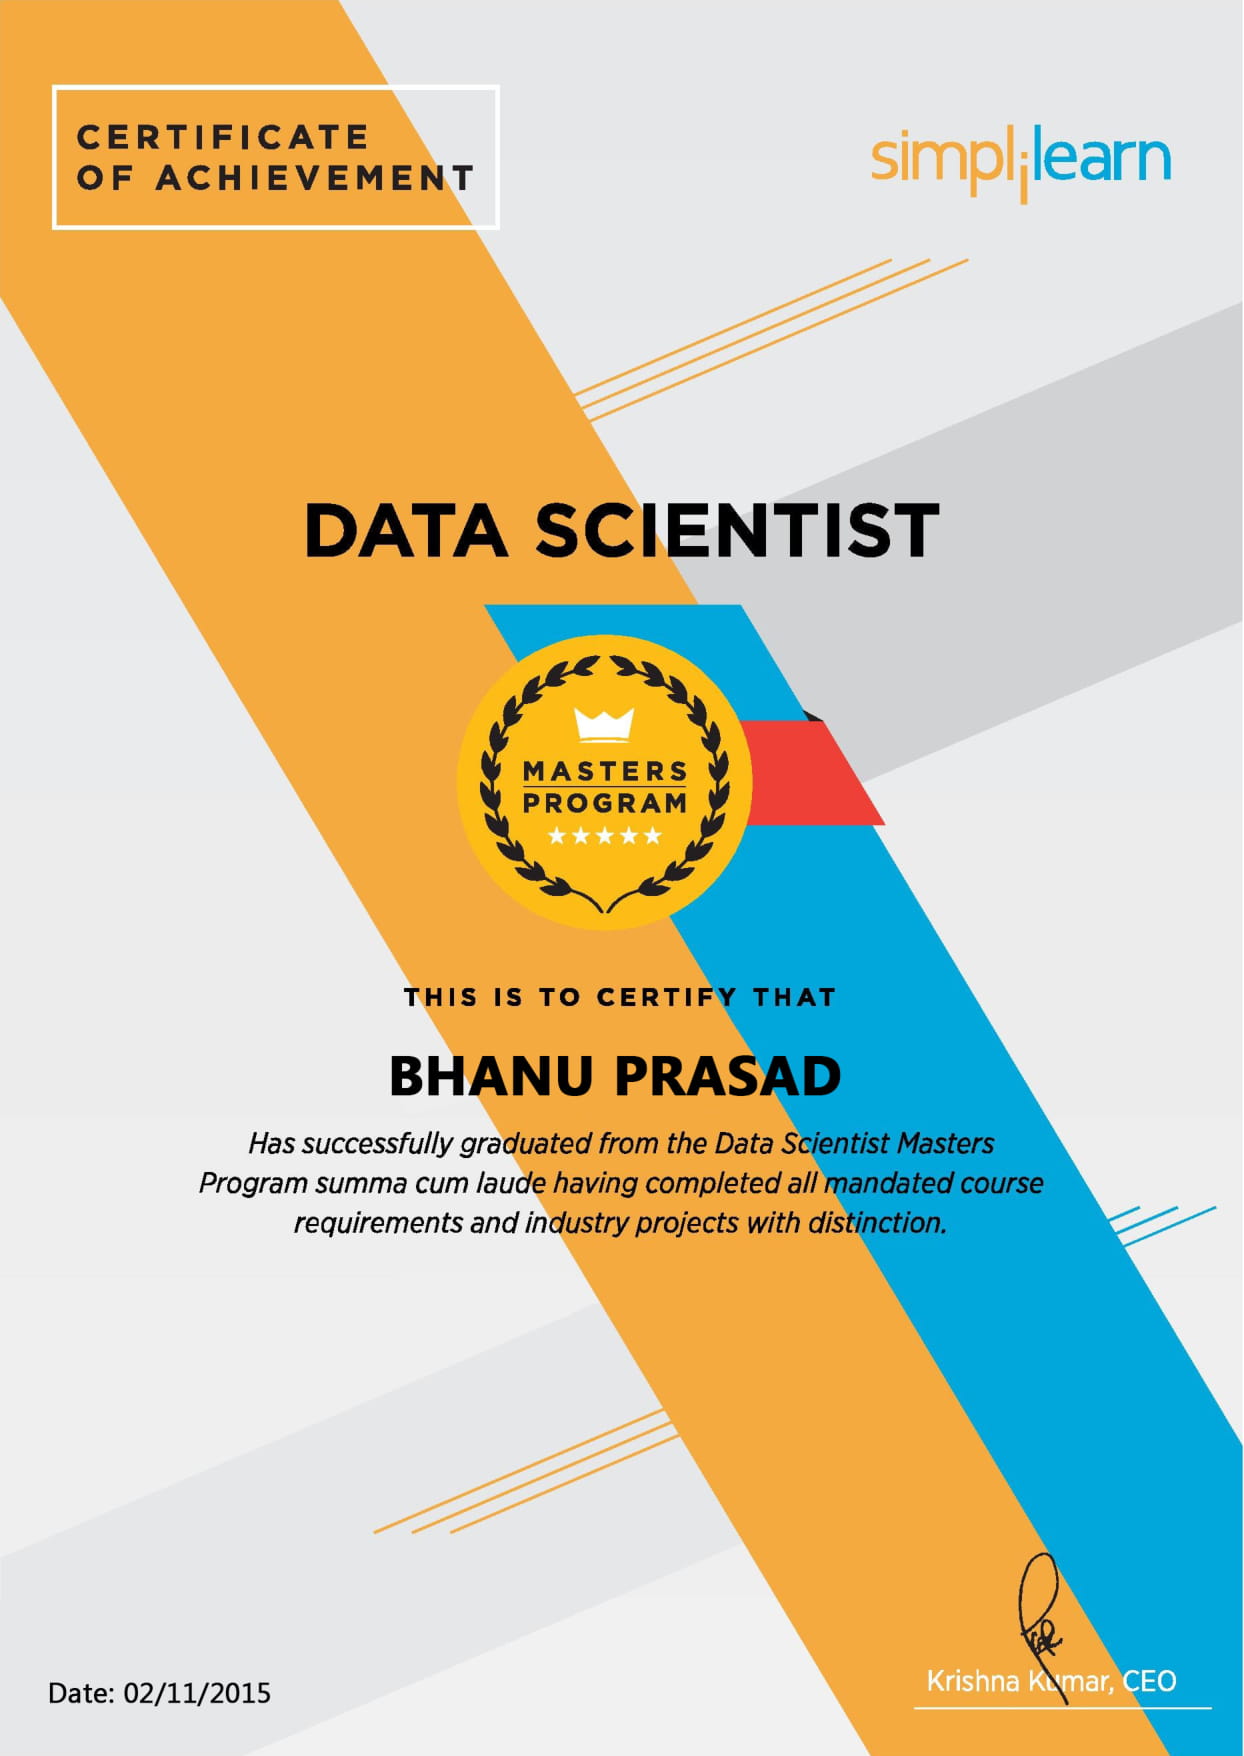 CERTIFICATE
OF ACHIEVEMENT
simplilearn
DATA SCIENTIST
MASTERS
PROGRAM
THIS IS TO CERTIFY THAT
BHANU PRASAD
Has successfully graduated from the Data Scientist Masters
Program summa cum laude having completed all mandated course
requirements and industry projects with distinction.
Date: 02/11/2015
Krishna Kumar, CEO